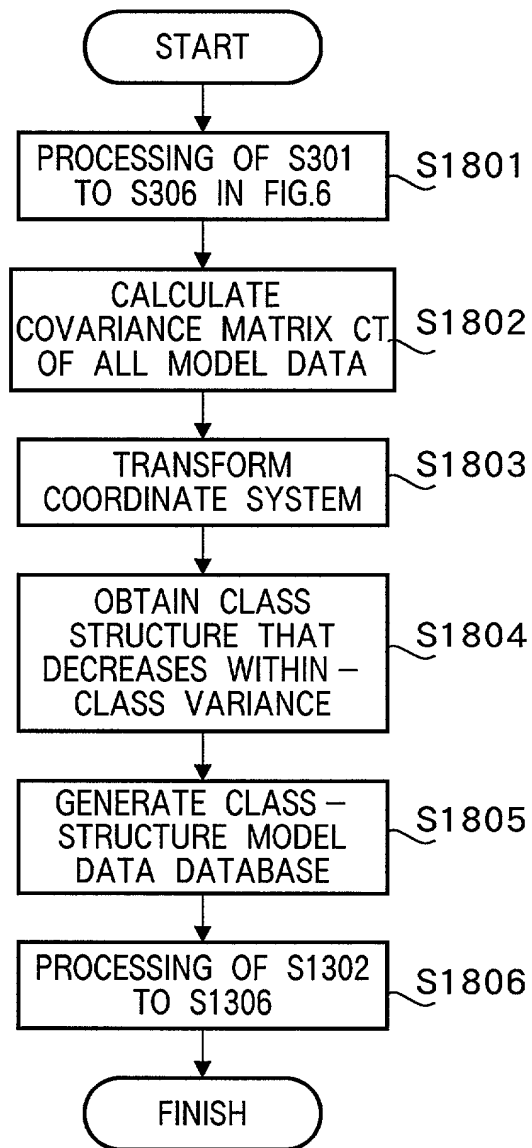 START
PROCESSING OF S301
TO S306 IN FIG.6
S1801
CALCULATE
COVARIANCE MATRIX CT
OF ALL MODEL DATA
S1802
TRANSFORM
COORDINATE SYSTEM
S1803
OBTAIN CLASS
STRUCTURE THAT
DECREASES WITHIN-
CLASS VARIANCE
S1804
GENERATE CLASS-
STRUCTURE MODEL
DATA DATABASE
S1805
PROCESSING OF S1302
TO S1306
S1806
FINISH